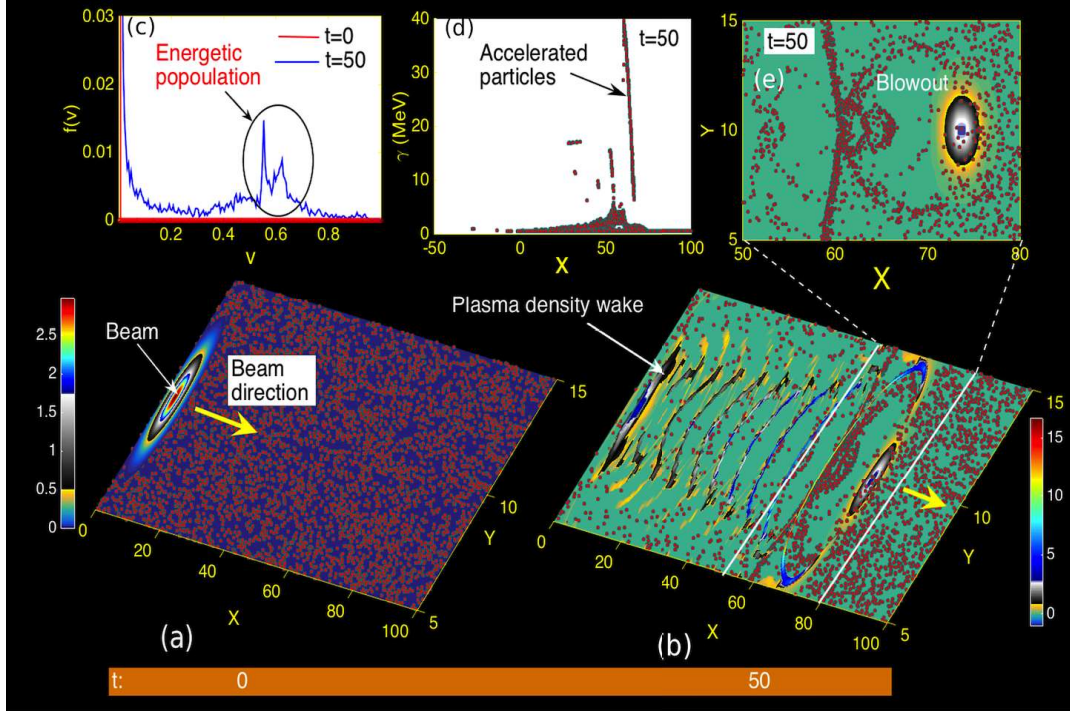 (c)
0.03
0.02
0.01
0
f(v)
t=0
t=50
Energetic
popoulation
0.2
0.4
0.6
0.8
v
(d)
40
30
20
10
0
γ (MeV)
t=50
Accelerated
particles
-50
0
50
100
X
15
10
5
Y
t=50
(e)
Blowout
50
60
70
80
X
2.5
2
1.5
1
0.5
0
Beam
Beam
direction
0
20
40
60
80
100
X
5
10
15
Y
(a)
Plasma density wake
0
20
40
60
80
100
X
5
10
15
Y
(b)
15
10
5
0
t:
0
50